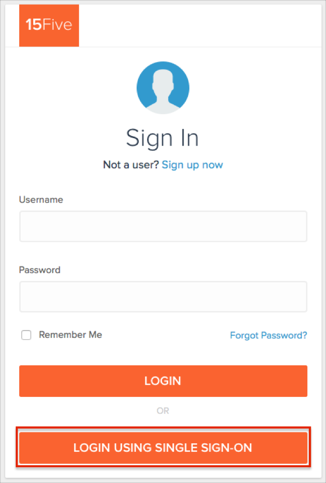 15Five
Sign In
Not a user? Sign up now
Username
Password
Remember Me
Forgot Password?
LOGIN
OR
LOGIN USING SINGLE SIGN-ON